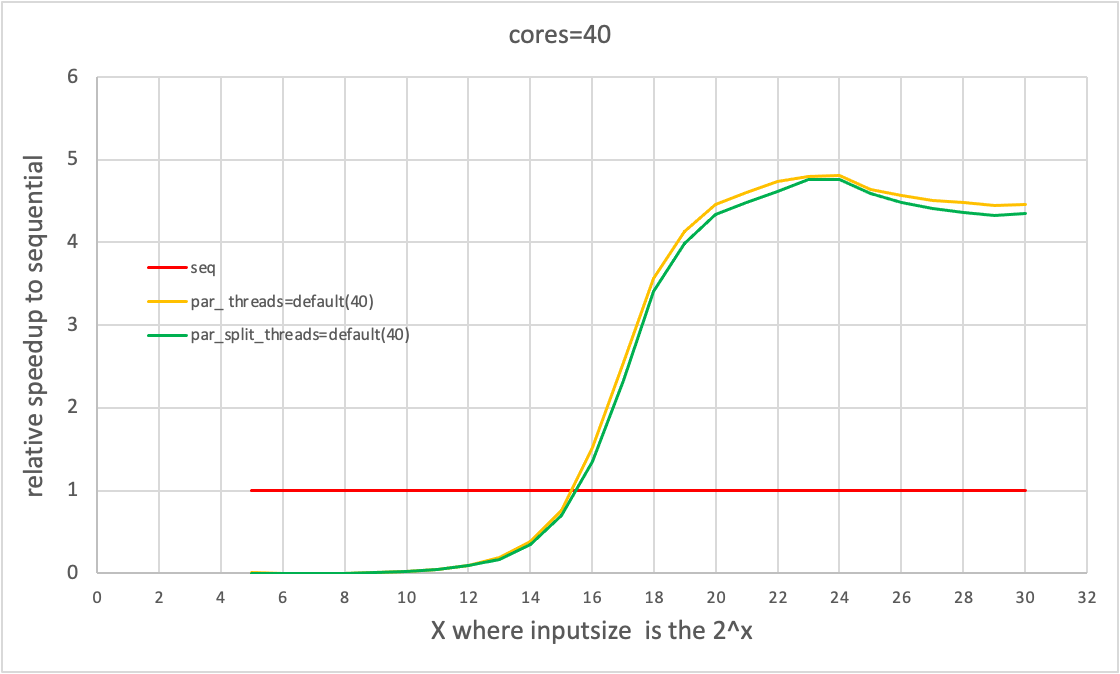 cores=40
relative speedup to sequential
6
5
4
3
2
1
0
seq
par_ threads=default(40)
par_split_threads=default(40)
0 2 4 6 8 10 12 14 16 18 20 22 24 26 28 30 32
X where inputsize  is the 2^x